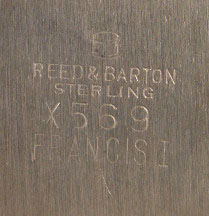 REED & BARTON
STERLING
X569
FRANCIS I